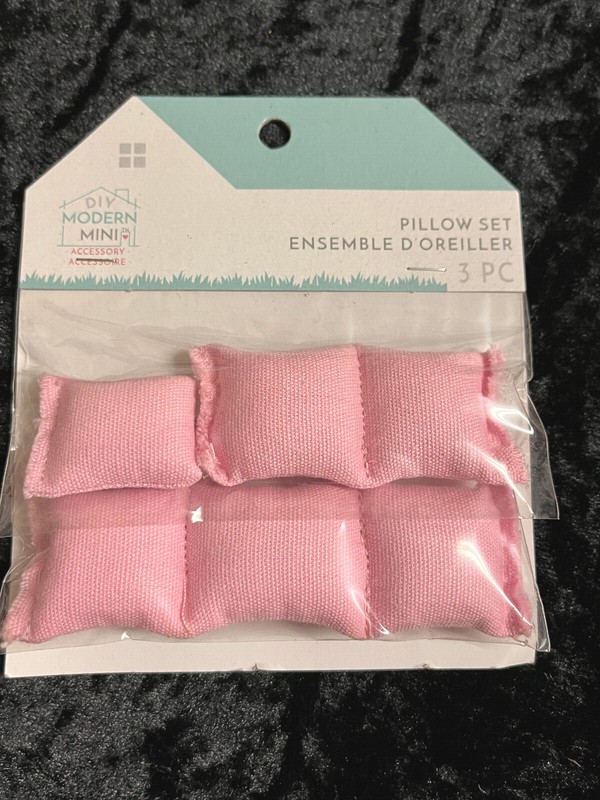 DIY
MODERN
MINI
ACCESSORY
ACCESSOIRE
PILLOW SET
ENSEMBLE D'OREILLER
3 PC